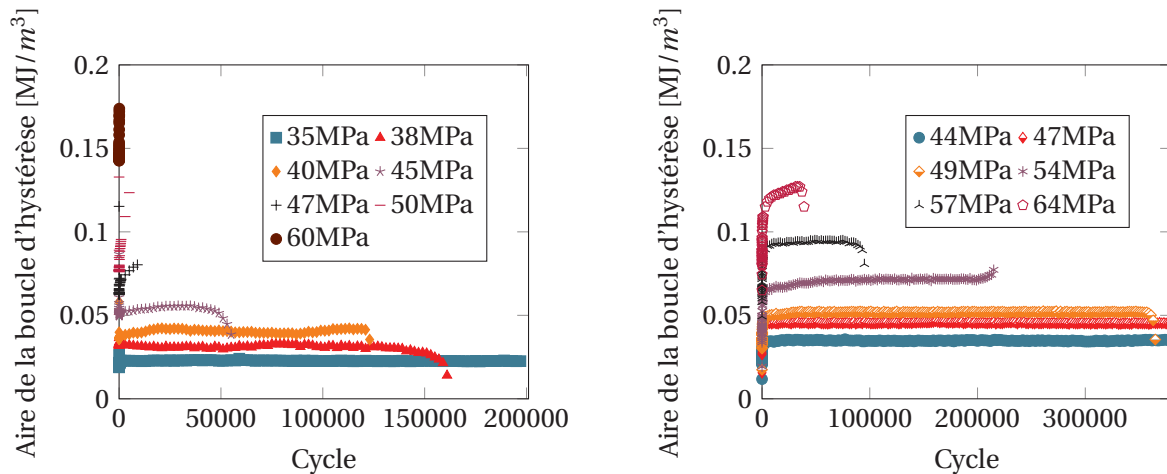 Aire de la boucle d'hystérèse [MJ/m³]
0.2
0.15
0.1
0.05
0
35MPa 38MPa
40MPa 45MPa
47MPa 50MPa
60MPa
0 50000 100000 150000 200000
Cycle
Aire de la boucle d'hystérèse [MJ/m³]
0.2
0.15
0.1
0.05
0
44MPa 47MPa
49MPa 54MPa
57MPa 64MPa
0 100000 200000 300000
Cycle